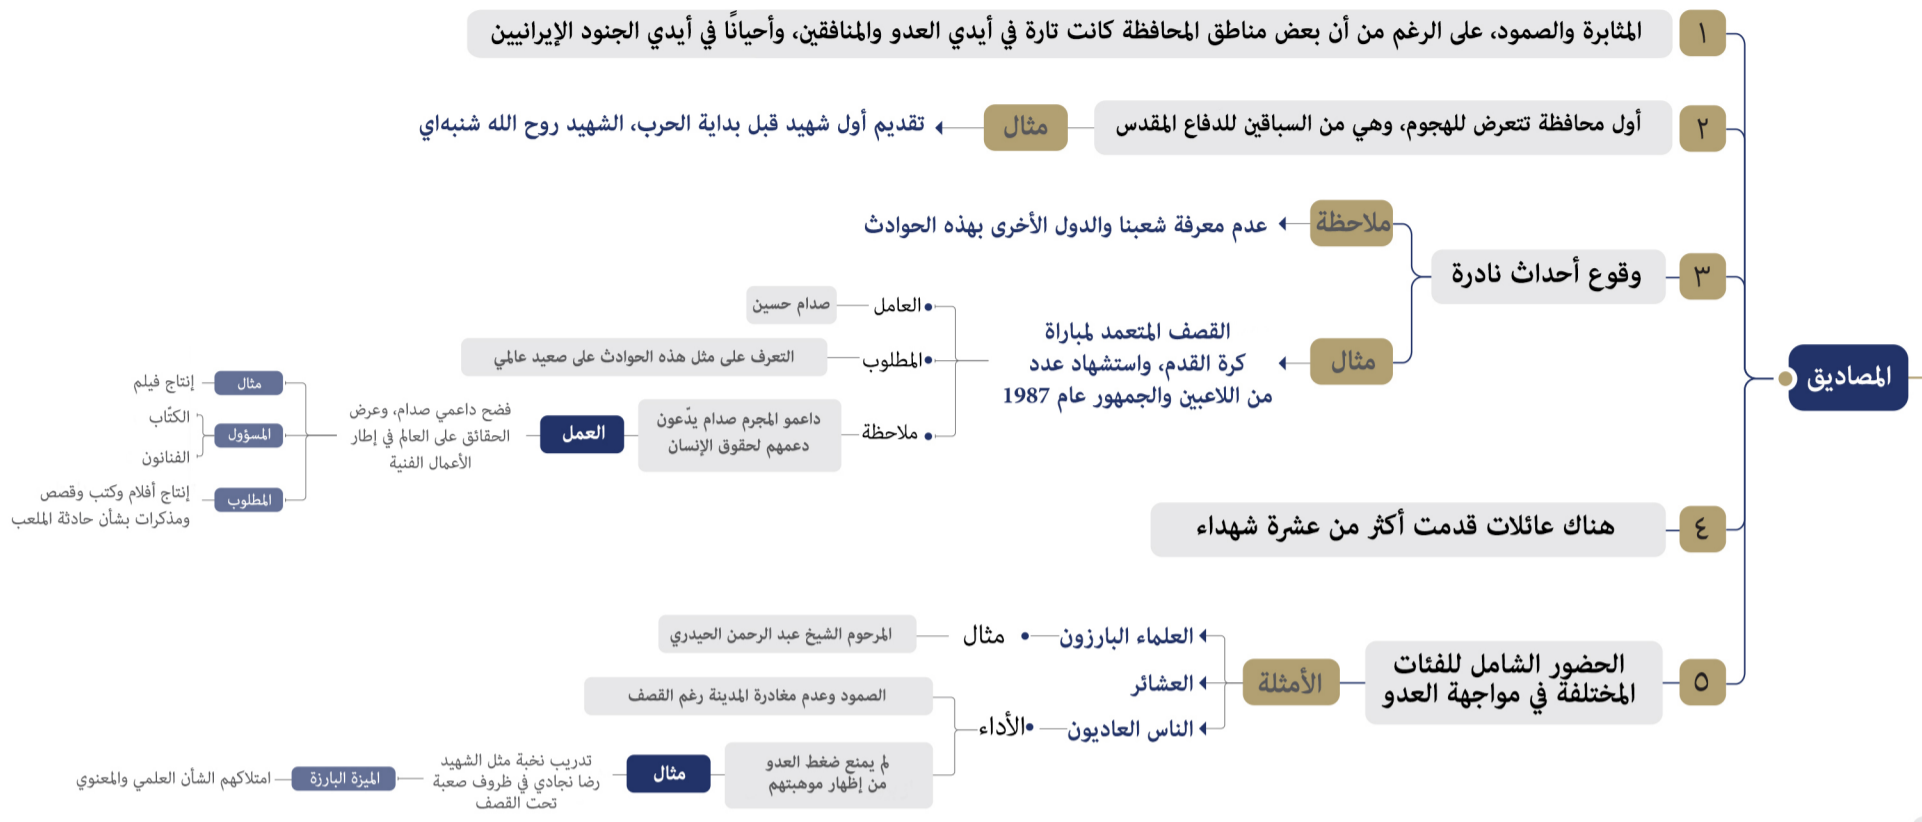 المصاديق
١
المثابرة والصمود، على الرغم من أن بعض مناطق المحافظة كانت تارة في أيدي العدو والمنافقين، وأحيانًا في أيدي الجنود الإيرانيين
٢
أول محافظة تتعرض للهجوم، وهي من السباقين للدفاع المقدس
مثال
تقديم أول شهيد قبل بداية الحرب، الشهيد روح الله شنبه‌اي
٣
وقوع أحداث نادرة
ملاحظة
عدم معرفة شعبنا والدول الأخرى بهذه الحوادث
مثال
القصف المتعمد لمباراة
كرة القدم، واستشهاد عدد
من اللاعبين والجمهور عام 1987
العامل
صدام حسين
المطلوب
التعرف على مثل هذه الحوادث على صعيد عالمي
ملاحظة
داعمو المجرم صدام يدّعون
دعمهم لحقوق الإنسان
العمل
فضح داعمي صدام، وعرض
الحقائق على العالم في إطار
الأعمال الفنية
مثال
إنتاج فيلم
المسؤول
الكتّاب
الفنانون
المطلوب
إنتاج أفلام وكتب وقصص
ومذكرات بشأن حادثة الملعب
٤
هناك عائلات قدمت أكثر من عشرة شهداء
٥
الحضور الشامل للفئات
المختلفة في مواجهة العدو
الأمثلة
العلماء البارزون
مثال
المرحوم الشيخ عبد الرحمن الحيدري
العشائر
الناس العاديون
الأداء
الصمود وعدم مغادرة المدينة رغم القصف
لم يمنع ضغط العدو
من إظهار موهبتهم
مثال
تدريب نخبة مثل الشهيد
رضا نجادي في ظروف صعبة
تحت القصف
الميزة البارزة
امتلاكهم الشأن العلمي والمعنوي